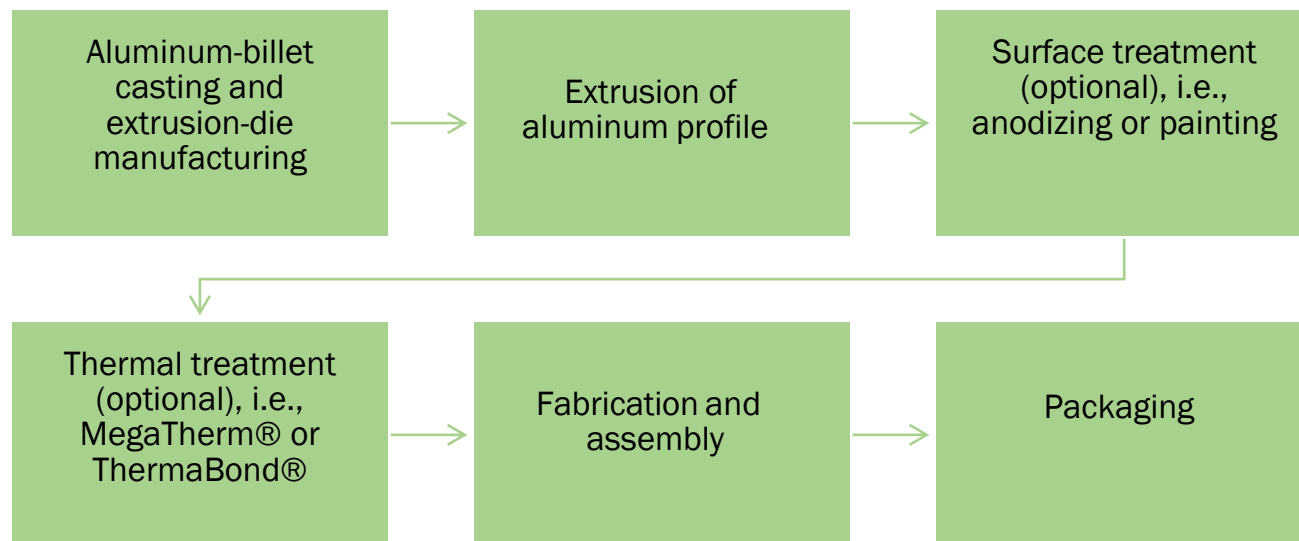 Aluminum-billet
casting and
extrusion-die
manufacturing
Extrusion of
aluminum profile
Surface treatment
(optional), i.e.,
anodizing or painting
Thermal treatment
(optional), i.e.,
MegaTherm® or
ThermaBond®
Fabrication and
assembly
Packaging